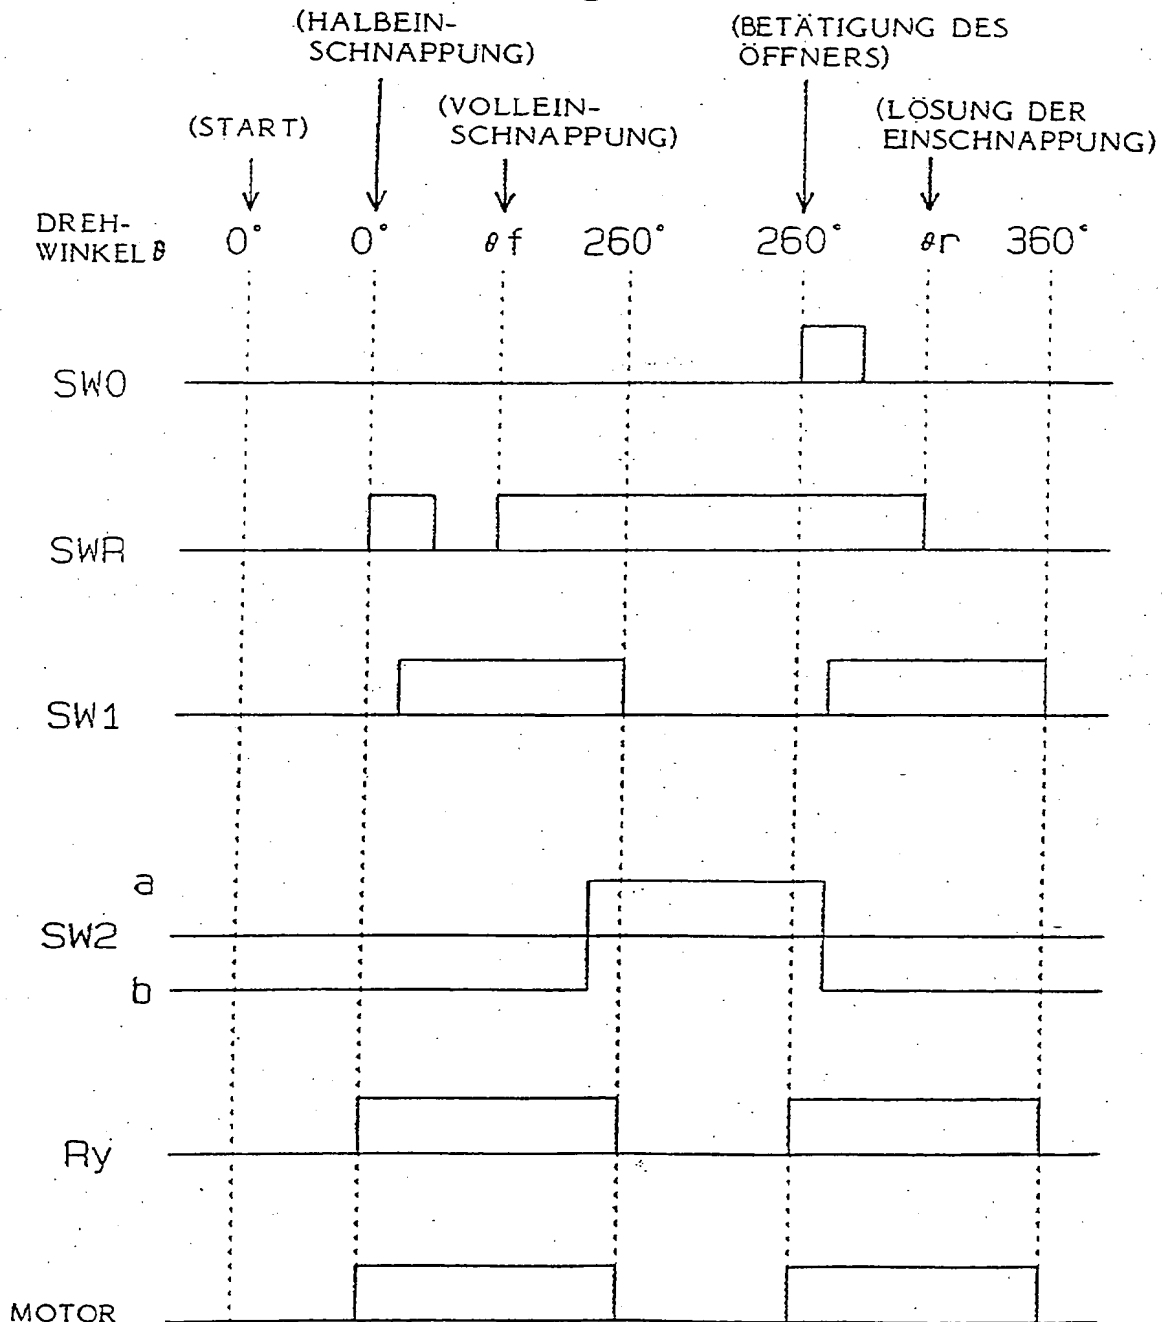 (HALBEIN-
SCHNAPPUNG)
(BETÄTIGUNG DES
ÖFFNERS)
(START)
(VOLLEIN-
SCHNAPPUNG)
(LÖSUNG DER
EINSCHNAPPUNG)
DREH-
WINKEL θ
0° 0° θf 260° 260° θr 360°
SWO
SWR
SW1
a
SW2
b
Ry
MOTOR